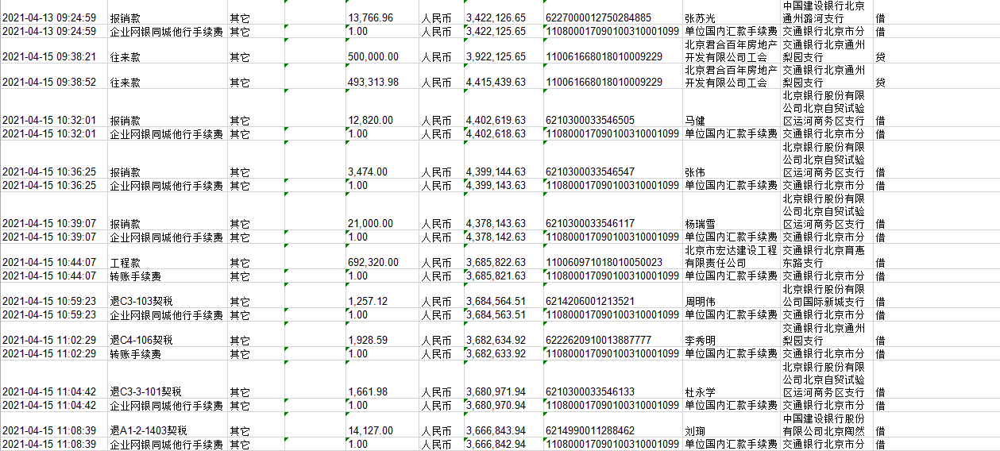 中国建设银行北京
2021-04-13 09:24:59 报销款 其它 13,766.96 人民币 3,422,126.65 6227000012750284885 张苏光 通州潞河支行 借
2021-04-13 09:24:59 企业网银同城他行手续费 其它 1.00 人民币 3,422,125.65 110800017090100310001099 单位国内汇款手续费 交通银行北京市分 借
北京君合百年房地产 交通银行北京通州
2021-04-15 09:38:21 往来款 其它 500,000.00 人民币 3,922,125.65 110061668018010009229 开发有限公司工会 梨园支行 贷
北京君合百年房地产 交通银行北京通州
2021-04-15 09:38:52 往来款 其它 493,313.98 人民币 4,415,439.63 110061668018010009229 开发有限公司工会 梨园支行 贷
北京银行股份有限
公司北京自贸试验
2021-04-15 10:32:01 报销款 其它 12,820.00 人民币 4,402,619.63 6210300033546505 马健 区运河商务区支行 借
2021-04-15 10:32:01 企业网银同城他行手续费 其它 1.00 人民币 4,402,618.63 110800017090100310001099 单位国内汇款手续费 交通银行北京市分 借
北京银行股份有限
公司北京自贸试验
2021-04-15 10:36:25 报销款 其它 3,474.00 人民币 4,399,144.63 6210300033546547 张伟 区运河商务区支行 借
2021-04-15 10:36:25 企业网银同城他行手续费 其它 1.00 人民币 4,399,143.63 110800017090100310001099 单位国内汇款手续费 交通银行北京市分 借
北京银行股份有限
公司北京自贸试验
2021-04-15 10:39:07 报销款 其它 21,000.00 人民币 4,378,143.63 6210300033546117 杨瑞雪 区运河商务区支行 借
2021-04-15 10:39:07 企业网银同城他行手续费 其它 1.00 人民币 4,378,142.63 110800017090100310001099 单位国内汇款手续费 交通银行北京市分 借
北京市宏达建设工程 交通银行北京育惠
2021-04-15 10:44:07 工程款 其它 692,320.00 人民币 3,685,822.63 110060971018010050023 有限责任公司 东路支行 借
2021-04-15 10:44:07 转账手续费 其它 1.00 人民币 3,685,821.63 110800017090100310001099 单位国内汇款手续费 交通银行北京市分 借
北京银行股份有限
2021-04-15 10:59:23 退C3-103契税 其它 1,257.12 人民币 3,684,564.51 6214206001213521 周明伟 公司国际新城支行 借
2021-04-15 10:59:23 企业网银同城他行手续费 其它 1.00 人民币 3,684,563.51 110800017090100310001099 单位国内汇款手续费 交通银行北京市分 借
交通银行北京通州
2021-04-15 11:02:29 退C4-106契税 其它 1,928.59 人民币 3,682,634.92 6222620910013887777 李秀明 梨园支行 借
2021-04-15 11:02:29 转账手续费 其它 1.00 人民币 3,682,633.92 110800017090100310001099 单位国内汇款手续费 交通银行北京市分 借
北京银行股份有限
公司北京自贸试验
2021-04-15 11:04:42 退C3-3-101契税 其它 1,661.98 人民币 3,680,971.94 6210300033546133 杜永学 区运河商务区支行 借
2021-04-15 11:04:42 企业网银同城他行手续费 其它 1.00 人民币 3,680,970.94 110800017090100310001099 单位国内汇款手续费 交通银行北京市分 借
中国建设银行股份
2021-04-15 11:08:39 退A1-2-1403契税 其它 14,127.00 人民币 3,666,843.94 6214990011288462 刘珣 有限公司北京陶然 借
2021-04-15 11:08:39 企业网银同城他行手续费 其它 1.00 人民币 3,666,842.94 110800017090100310001099 单位国内汇款手续费 交通银行北京市分 借